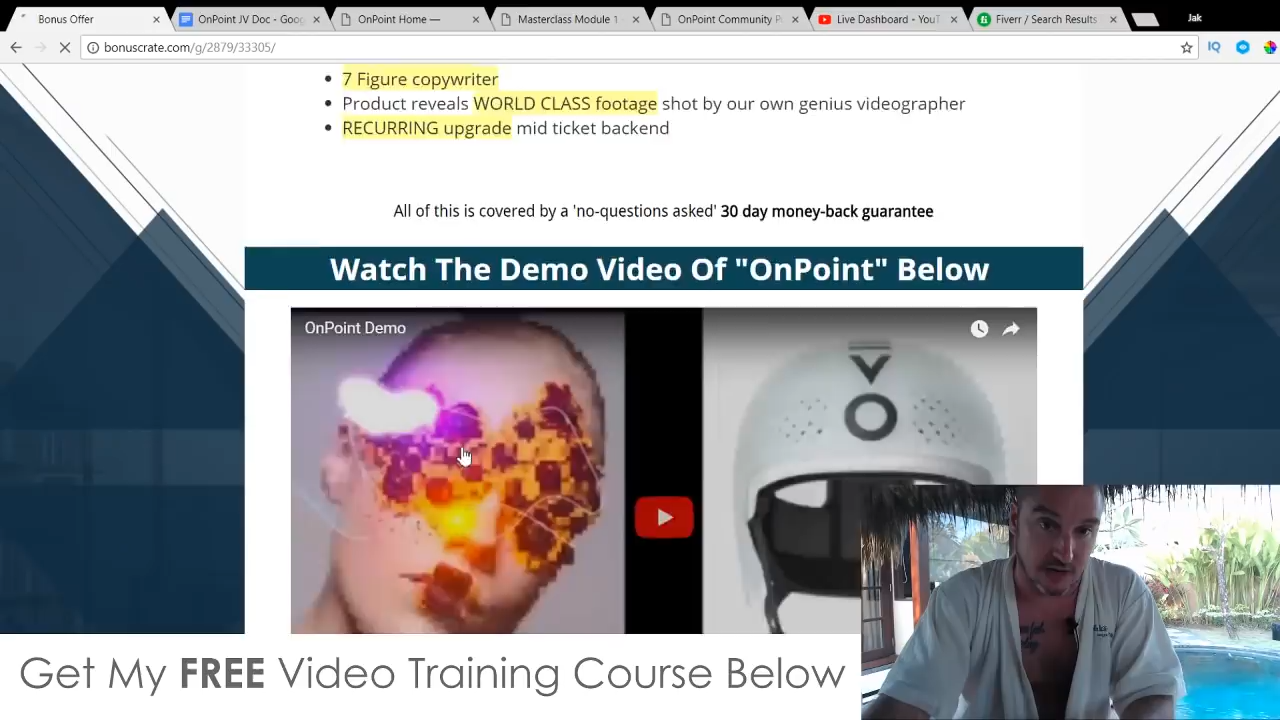 Bonus Offer
OnPoint JV Doc - Goog
OnPoint Home —
Masterclass Module 1 -
OnPoint Community P
Live Dashboard - YouT
Fiverr / Search Results
Jak
bonuscrate.com/g/2879/33305/
IQ
7 Figure copywriter
Product reveals WORLD CLASS footage shot by our own genius videographer
RECURRING upgrade mid ticket backend
All of this is covered by a 'no-questions asked' 30 day money-back guarantee
Watch The Demo Video Of "OnPoint" Below
OnPoint Demo
Get My FREE Video Training Course Below